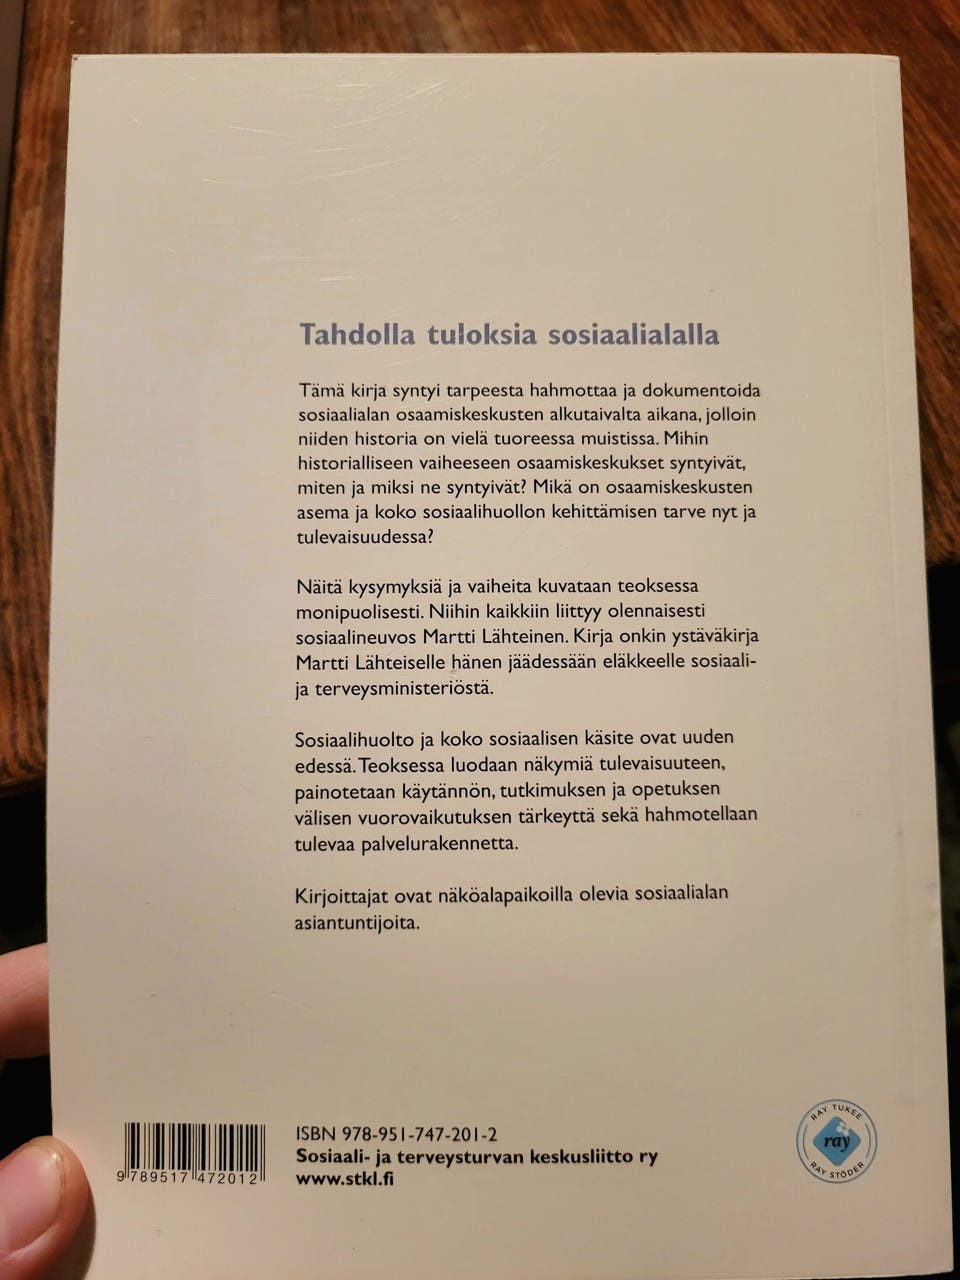 Tahdolla tuloksia sosiaalialalla
Tämä kirja syntyi tarpeesta hahmottaa ja dokumentoida
sosiaalialan osaamiskeskusten alkutaivalta aikana, jolloin
niiden historia on vielä tuoreessa muistissa. Mihin
historialliseen vaiheeseen osaamiskeskukset syntyivät,
miten ja miksi ne syntyivät? Mikä on osaamiskeskusten
asema ja koko sosiaalihuollon kehittämisen tarve nyt ja
tulevaisuudessa?
Näitä kysymyksiä ja vaiheita kuvataan teoksessa
monipuolisesti. Niihin kaikkiin liittyy olennaisesti
sosiaalineuvos Martti Lähteinen. Kirja onkin ystäväkirja
Martti Lähteiselle hänen jäädessään eläkkeelle sosiaali-
ja terveysministeriöstä.
Sosiaalihuolto ja koko sosiaalisen käsite ovat uuden
edessä. Teoksessa luodaan näkymiä tulevaisuuteen,
painotetaan käytännön, tutkimuksen ja opetuksen
välisen vuorovaikutuksen tärkeyttä sekä hahmotellaan
tulevaa palvelurakennetta.
Kirjoittajat ovat näköalapaikoilla olevia sosiaalialan
asiantuntijoita.
9 789517 472012
ISBN 978-951-747-201-2
Sosiaali- ja terveysturvan keskusliitto ry
www.stkl.fi
RAY TUKEE
ray
RAY STÖDER